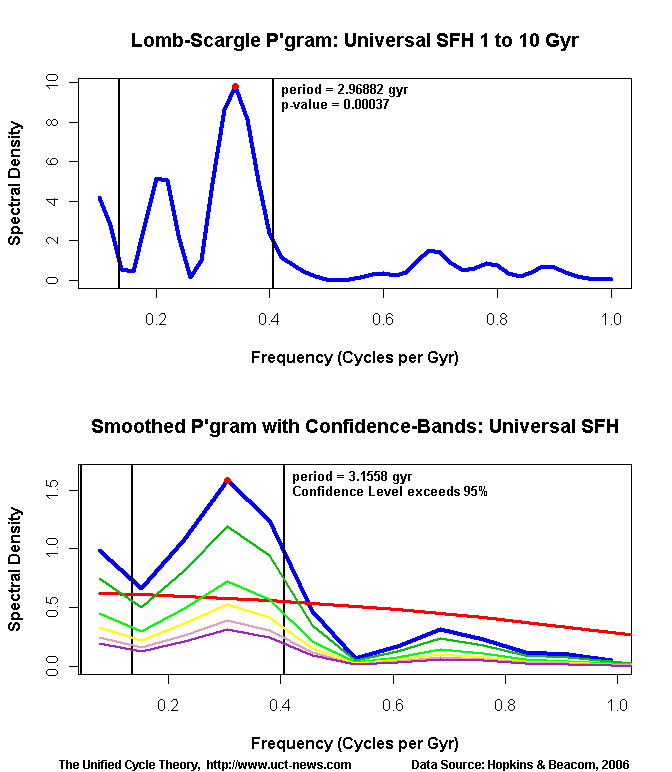 Lomb-Scargle P'gram: Universal SFH 1 to 10 Gyr
period = 2.96882 gyr
p-value = 0.00037
Spectral Density
10
8
6
4
2
0
0.2 0.4 0.6 0.8 1.0
Frequency (Cycles per Gyr)
Smoothed P'gram with Confidence-Bands: Universal SFH
period = 3.1558 gyr
Confidence Level exceeds 95%
Spectral Density
1.5
1.0
0.5
0.0
0.2 0.4 0.6 0.8 1.0
Frequency (Cycles per Gyr)
The Unified Cycle Theory, http://www.uct-news.com Data Source: Hopkins & Beacom, 2006